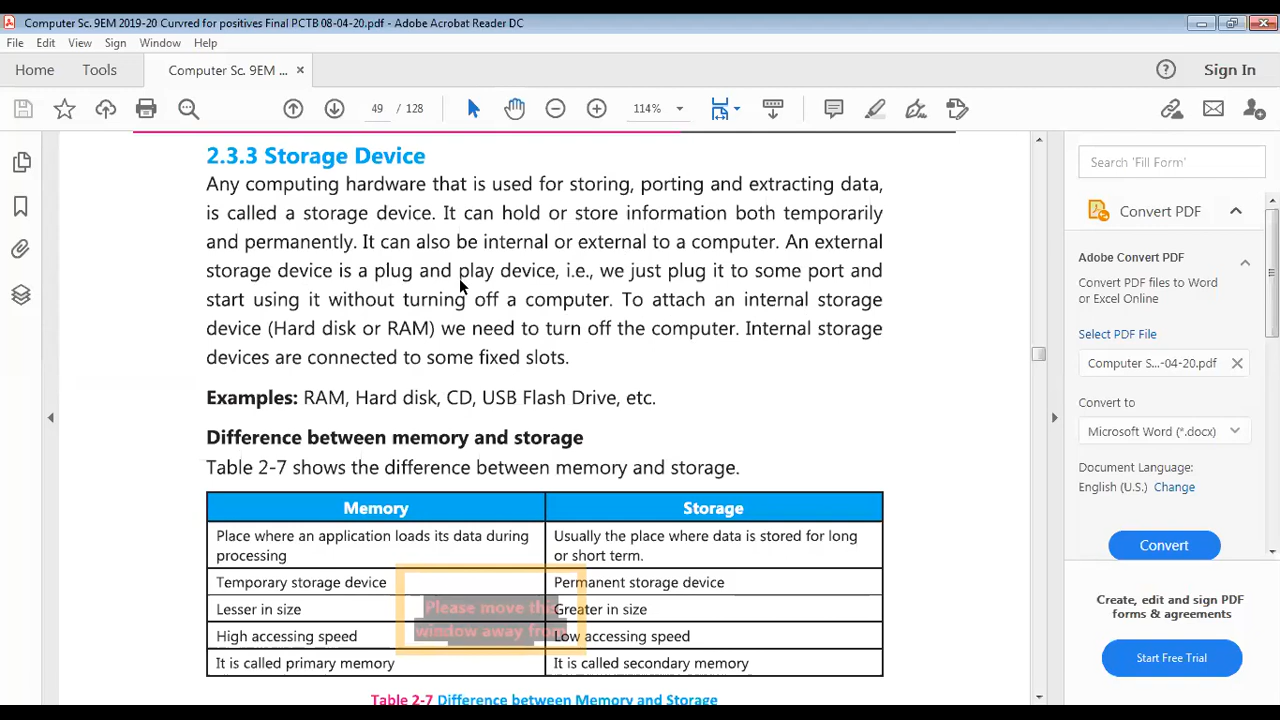 Computer Sc. 9EM 2019-20 Curvred for positives Final PCTB 08-04-20.pdf - Adobe Acrobat Reader DC
File Edit View Sign Window Help
Home Tools Computer Sc. 9EM ... × Sign In
49 / 128 114%
2.3.3 Storage Device
Any computing hardware that is used for storing, porting and extracting data,
is called a storage device. It can hold or store information both temporarily
and permanently. It can also be internal or external to a computer. An external
storage device is a plug and play device, i.e., we just plug it to some port and
start using it without turning off a computer. To attach an internal storage
device (Hard disk or RAM) we need to turn off the computer. Internal storage
devices are connected to some fixed slots.
Examples: RAM, Hard disk, CD, USB Flash Drive, etc.
Difference between memory and storage
Table 2-7 shows the difference between memory and storage.
Memory Storage
Place where an application loads its data during
processing
Usually the place where data is stored for long
or short term.
Temporary storage device Permanent storage device
Lesser in size Greater in size
High accessing speed Low accessing speed
It is called primary memory It is called secondary memory
Please move the
window away from
Table 2-7 Difference between Memory and Storage
Search 'Fill Form'
Convert PDF
Adobe Convert PDF
Convert PDF files to Word
or Excel Online
Select PDF File
Computer S...-04-20.pdf
Convert to
Microsoft Word (*.docx)
Document Language:
English (U.S.) Change
Convert
Create, edit and sign PDF
forms & agreements
Start Free Trial